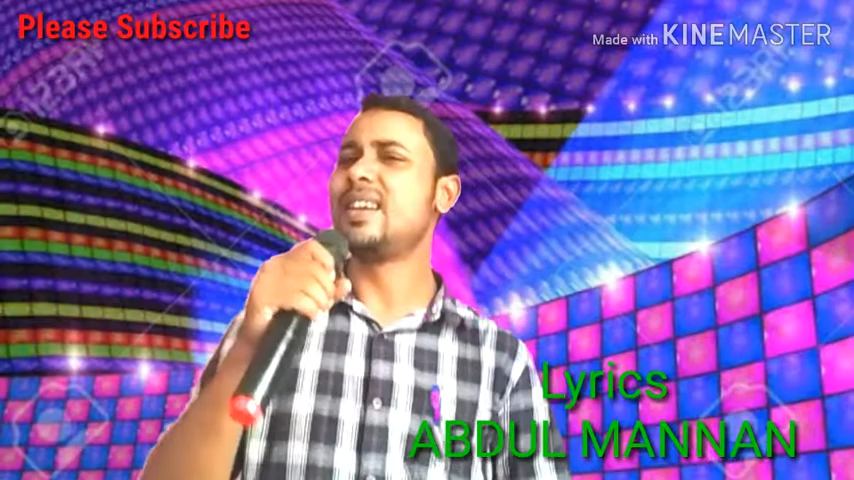 Please Subscribe
Made with KINEMASTER
Lyrics
ABDUL MANNAN